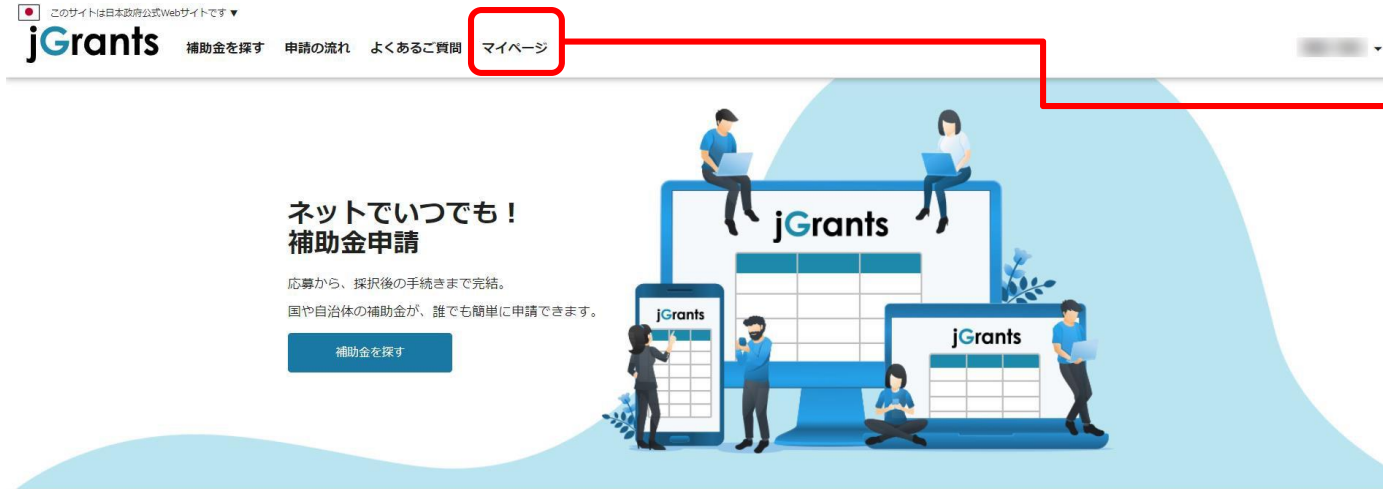 このサイトは日本政府公式Webサイトです ▼
jGrants 補助金を探す 申請の流れ よくあるご質問 マイページ
ネットでいつでも！
補助金申請
応募から、採択後の手続きまで完結。
国や自治体の補助金が、誰でも簡単に申請できます。
補助金を探す
jGrants
jGrants
jGrants